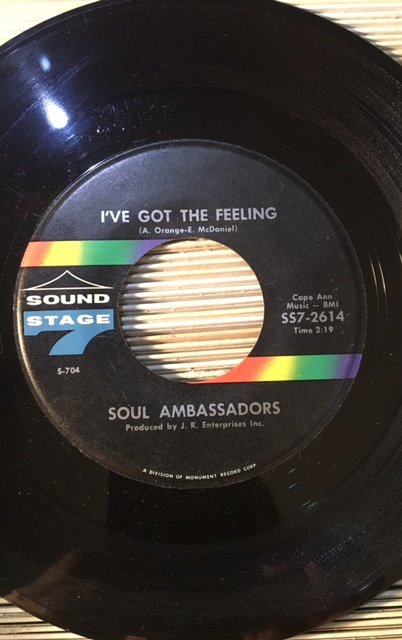 I'VE GOT THE FEELING
(A. Orange-E. McDaniel)
SOUND
STAGE
7
Cape Ann
Music — BMI
SS7-2614
Time 2:19
S-704
SOUL AMBASSADORS
Produced by J. R. Enterprises Inc.
A DIVISION OF MONUMENT RECORD CORP.